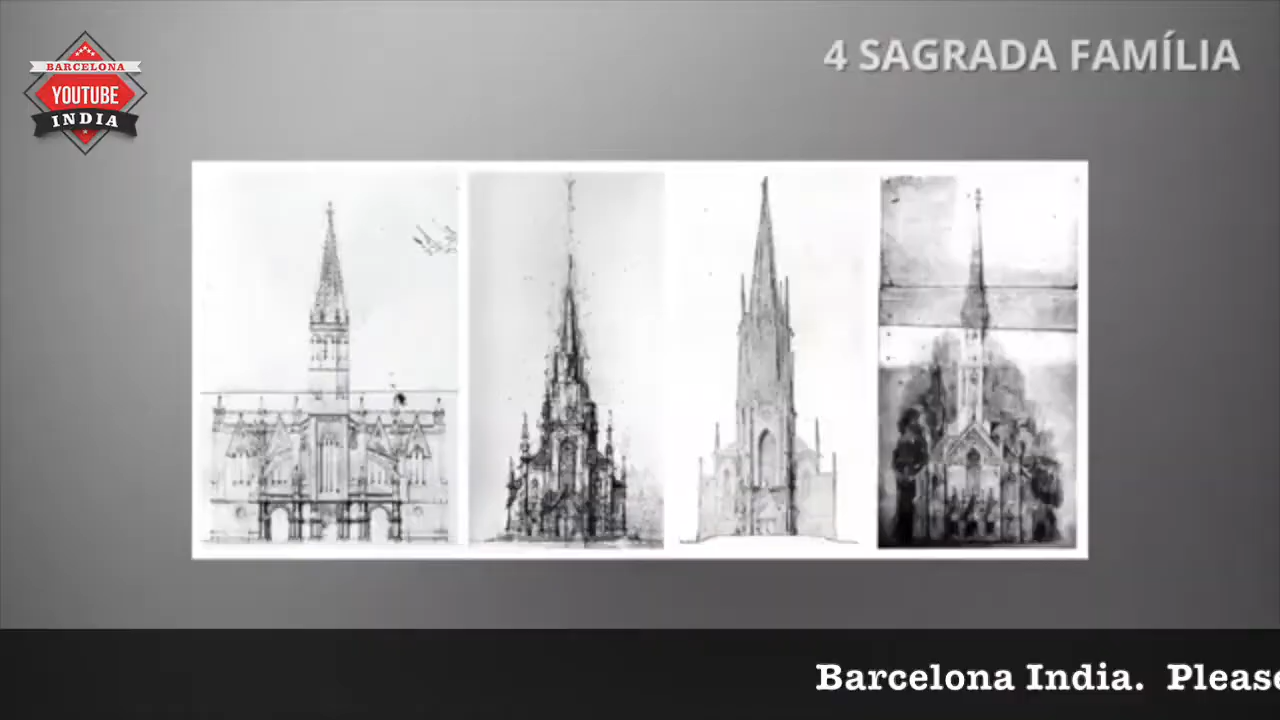 4 SAGRADA FAMÍLIA
BARCELONA
YOUTUBE
INDIA
Barcelona India. Please